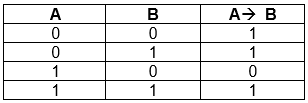 A B A→ B
0 0 1
0 1 1
1 0 0
1 1 1